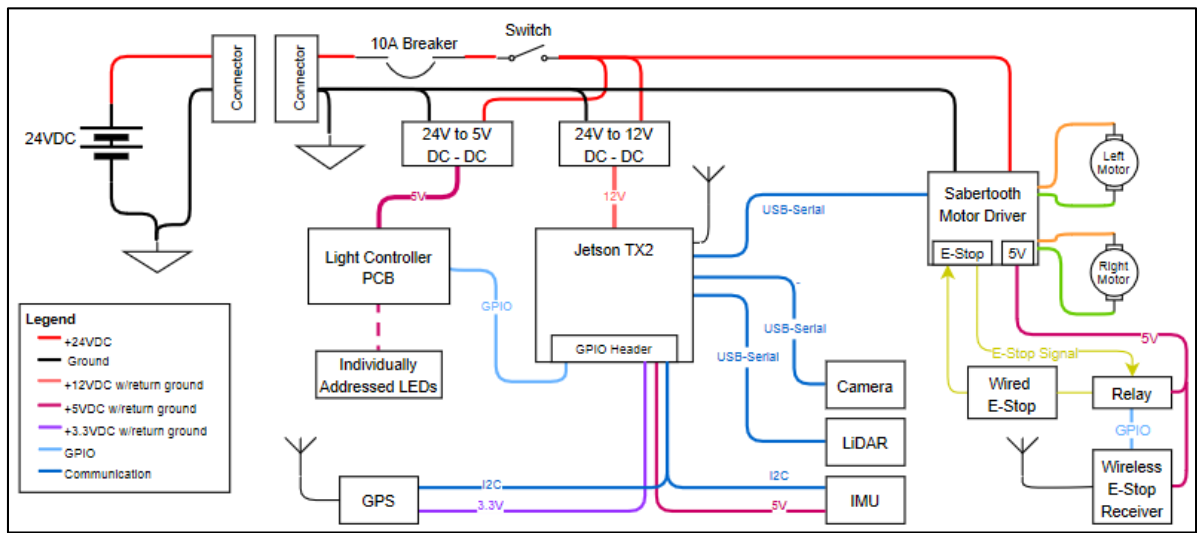 Switch
10A Breaker
Connector
Connector
24VDC
24V to 5V
DC - DC
24V to 12V
DC - DC
5V
12V
USB-Serial
Sabertooth
Motor Driver
E-Stop
5V
Left
Motor
Right
Motor
Light Controller
PCB
Jetson TX2
GPIO
GPIO Header
-
USB-Serial
USB-Serial
E-Stop Signal
5V
Individually
Addressed LEDs
Camera
Wired
E-Stop
Relay
GPIO
LiDAR
Wireless
E-Stop
Receiver
GPS
I2C
3.3V
I2C
5V
IMU
Legend
+24VDC
Ground
+12VDC w/return ground
+5VDC w/return ground
+3.3VDC w/return ground
GPIO
Communication